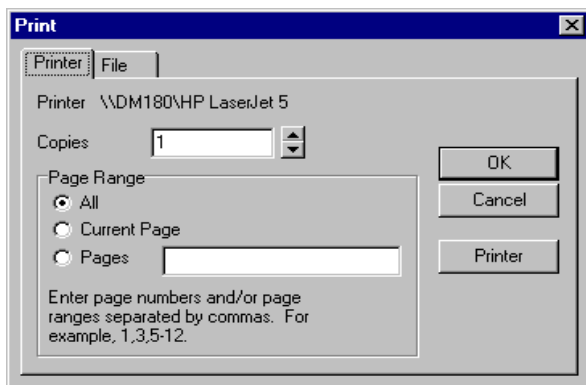 Print
Printer File
Printer \\DM180\HP LaserJet 5
Copies 1
OK
Page Range
All
Cancel
Current Page
Pages
Printer
Enter page numbers and/or page
ranges separated by commas. For
example, 1,3,5-12.